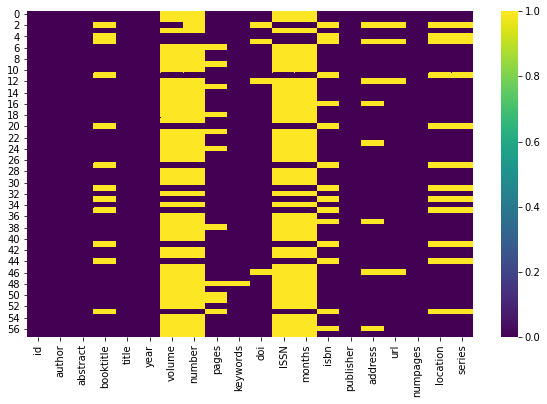 0
2
4
6
8
10
12
14
16
18
20
22
24
26
28
30
32
34
36
38
40
42
44
46
48
50
52
54
56
id
author
abstract
booktitle
title
year
volume
number
pages
keywords
doi
ISSN
months
isbn
publisher
address
url
numpages
location
series
1.0
0.8
0.6
0.4
0.2
0.0